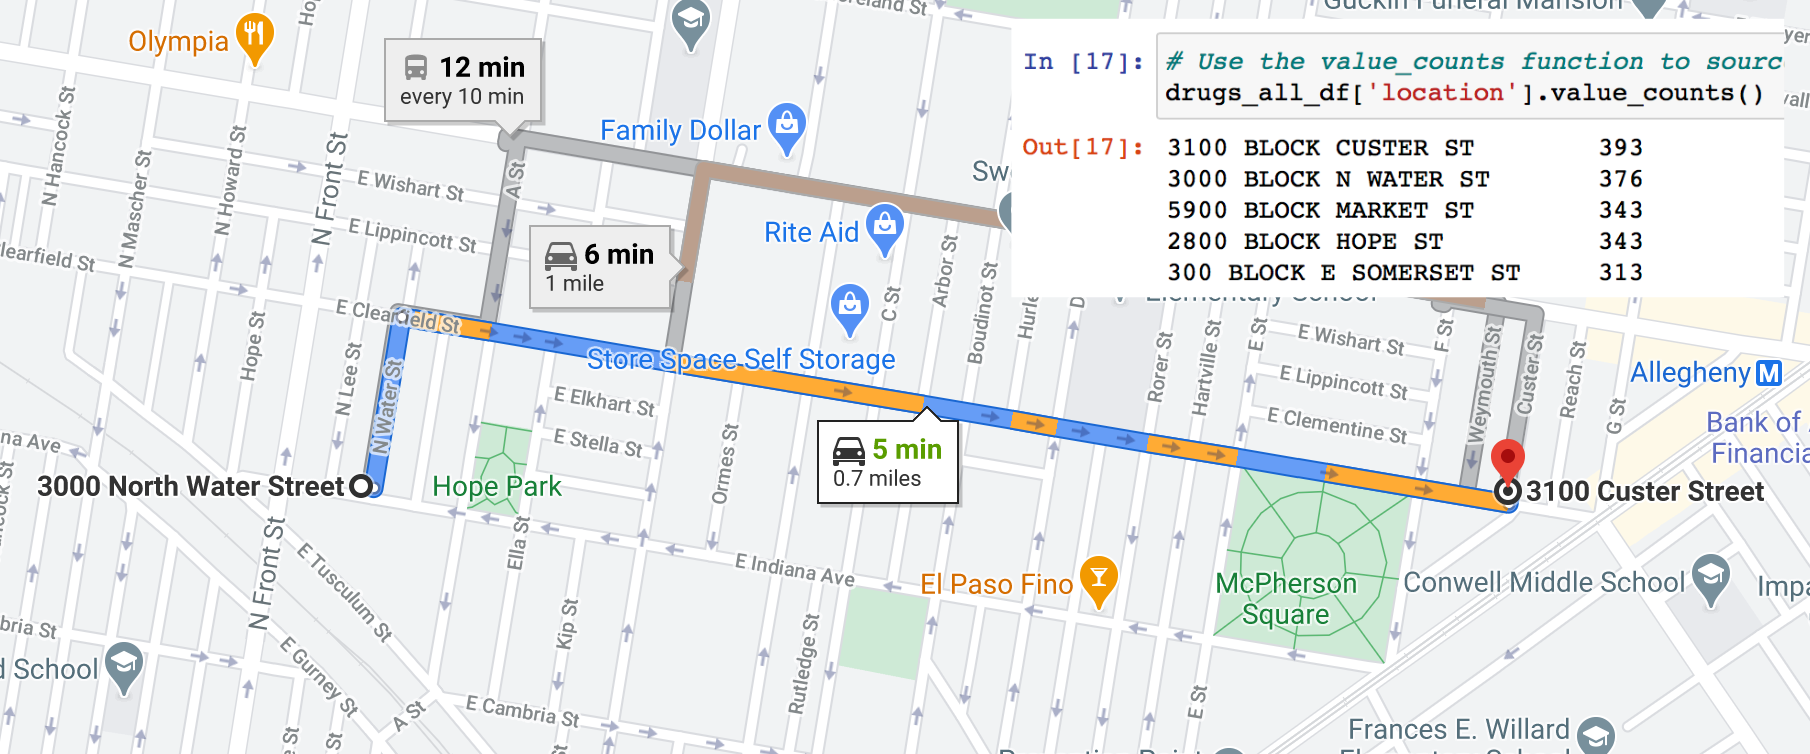 Olympia
12 min
every 10 min
Family Dollar
In [17]:
# Use the value_counts function to sourc
drugs_all_df['location'].value_counts()
Out[17]:
3100 BLOCK CUSTER ST 393
3000 BLOCK N WATER ST 376
5900 BLOCK MARKET ST 343
2800 BLOCK HOPE ST 343
300 BLOCK E SOMERSET ST 313
N Hancock St
N Mascher St
N Howard St
N Front St
E Wishart St
A St
E Lippincott St
learfield St
Rite Aid
6 min
1 mile
Arbor St
C St
Boudinot St
E Clearfield St
Hope St
N Lee St
N Water St
Store Space Self Storage
Rorer St
Hartville St
E St
E Wishart St
E Lippincott St
E Clementine St
F St
Weymouth St
Custer St
Reach St
G St
Allegheny M
Bank of
Financia
E Elkhart St
E Stella St
Ormes St
5 min
0.7 miles
na Ave
3000 North Water Street
Hope Park
3100 Custer Street
N Front St
E Tusculum St
Ella St
E Indiana Ave
El Paso Fino
McPherson
Square
Conwell Middle School
Impa
Kip St
Rutledge St
bria St
d School
E Gurney St
A St
E Cambria St
E St
Frances E. Willard